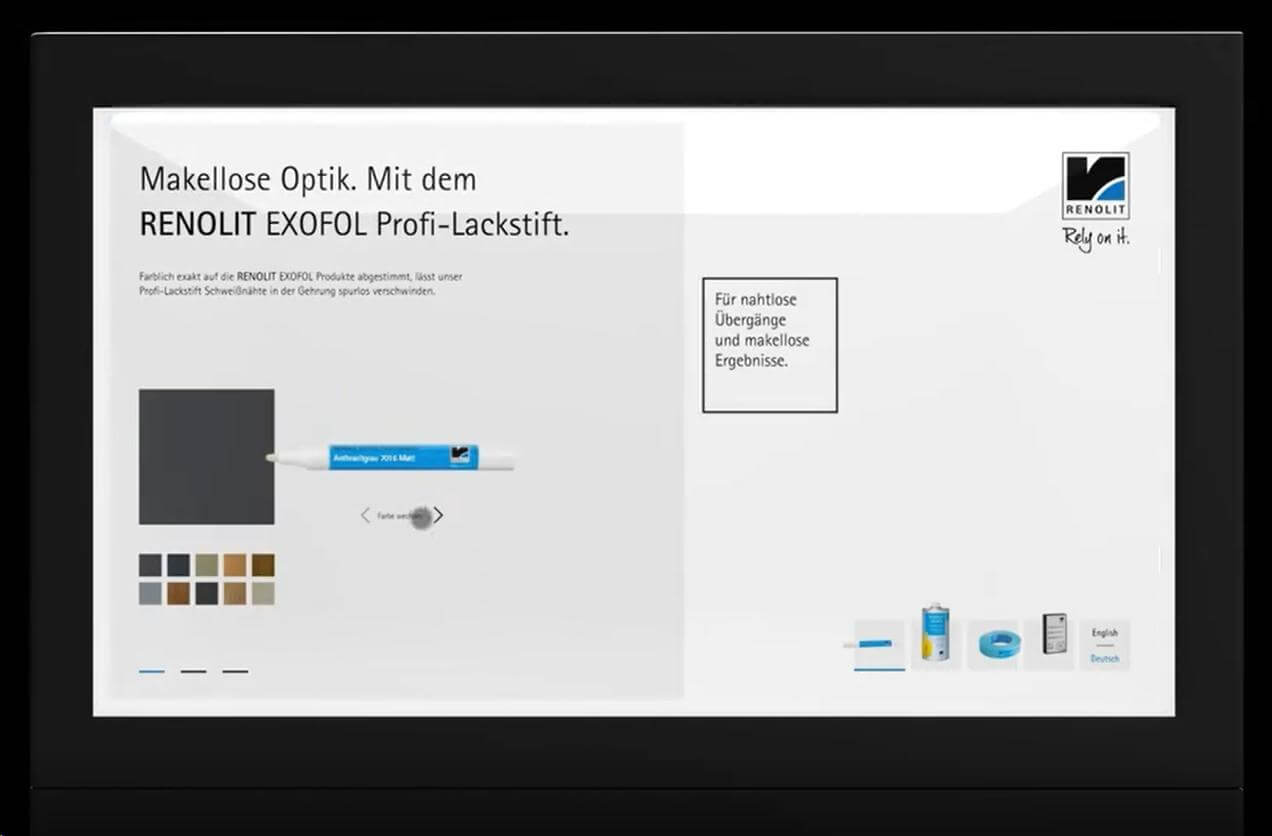 Makellose Optik. Mit dem
RENOLIT EXOFOL Profi-Lackstift.
RENOLIT
Rely on it.
Farblich exakt auf die RENOLIT EXOFOL Produkte abgestimmt, lässt unser
Profi-Lackstift Schweißnähte in der Gehrung spurlos verschwinden.
Für nahtlose
Übergänge
und makellose
Ergebnisse.
Anthrazitgrau 7016 Matt
Farbe
English
Deutsch